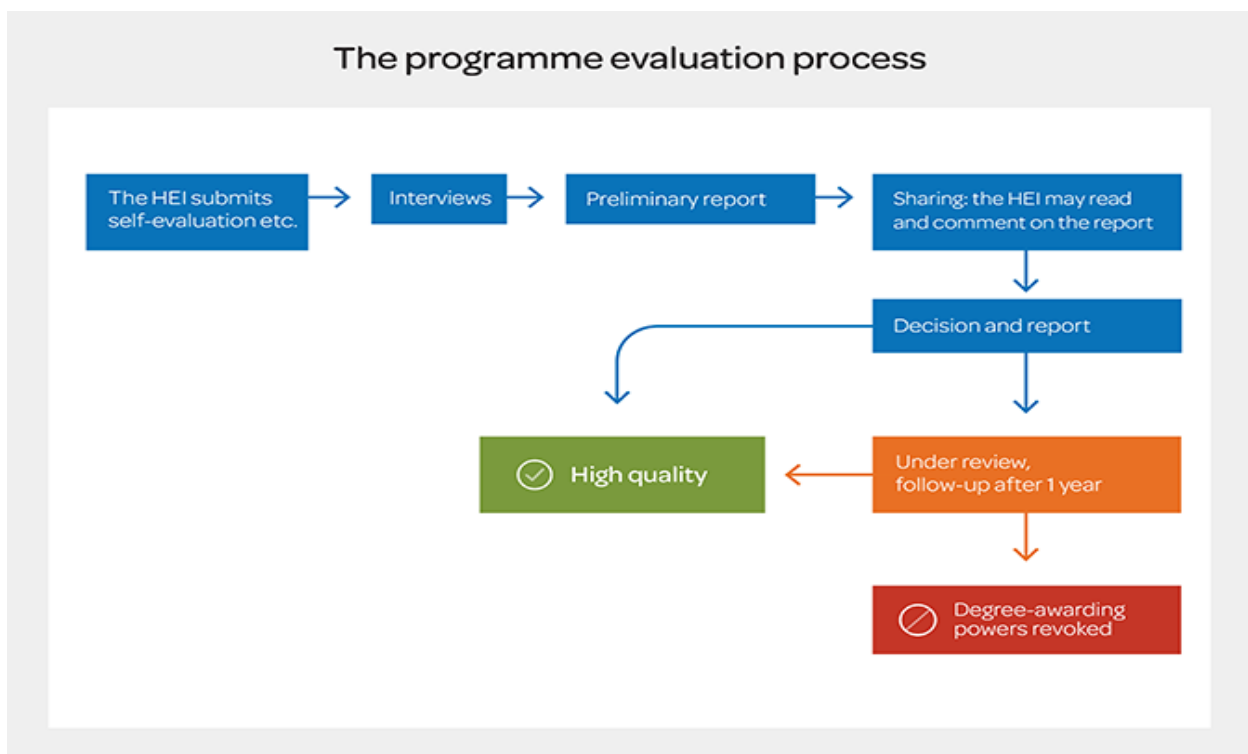 The programme evaluation process
The HEI submits
self-evaluation etc.
Interviews
Preliminary report
Sharing: the HEI may read
and comment on the report
Decision and report
High quality
Under review,
follow-up after 1 year
Degree-awarding
powers revoked